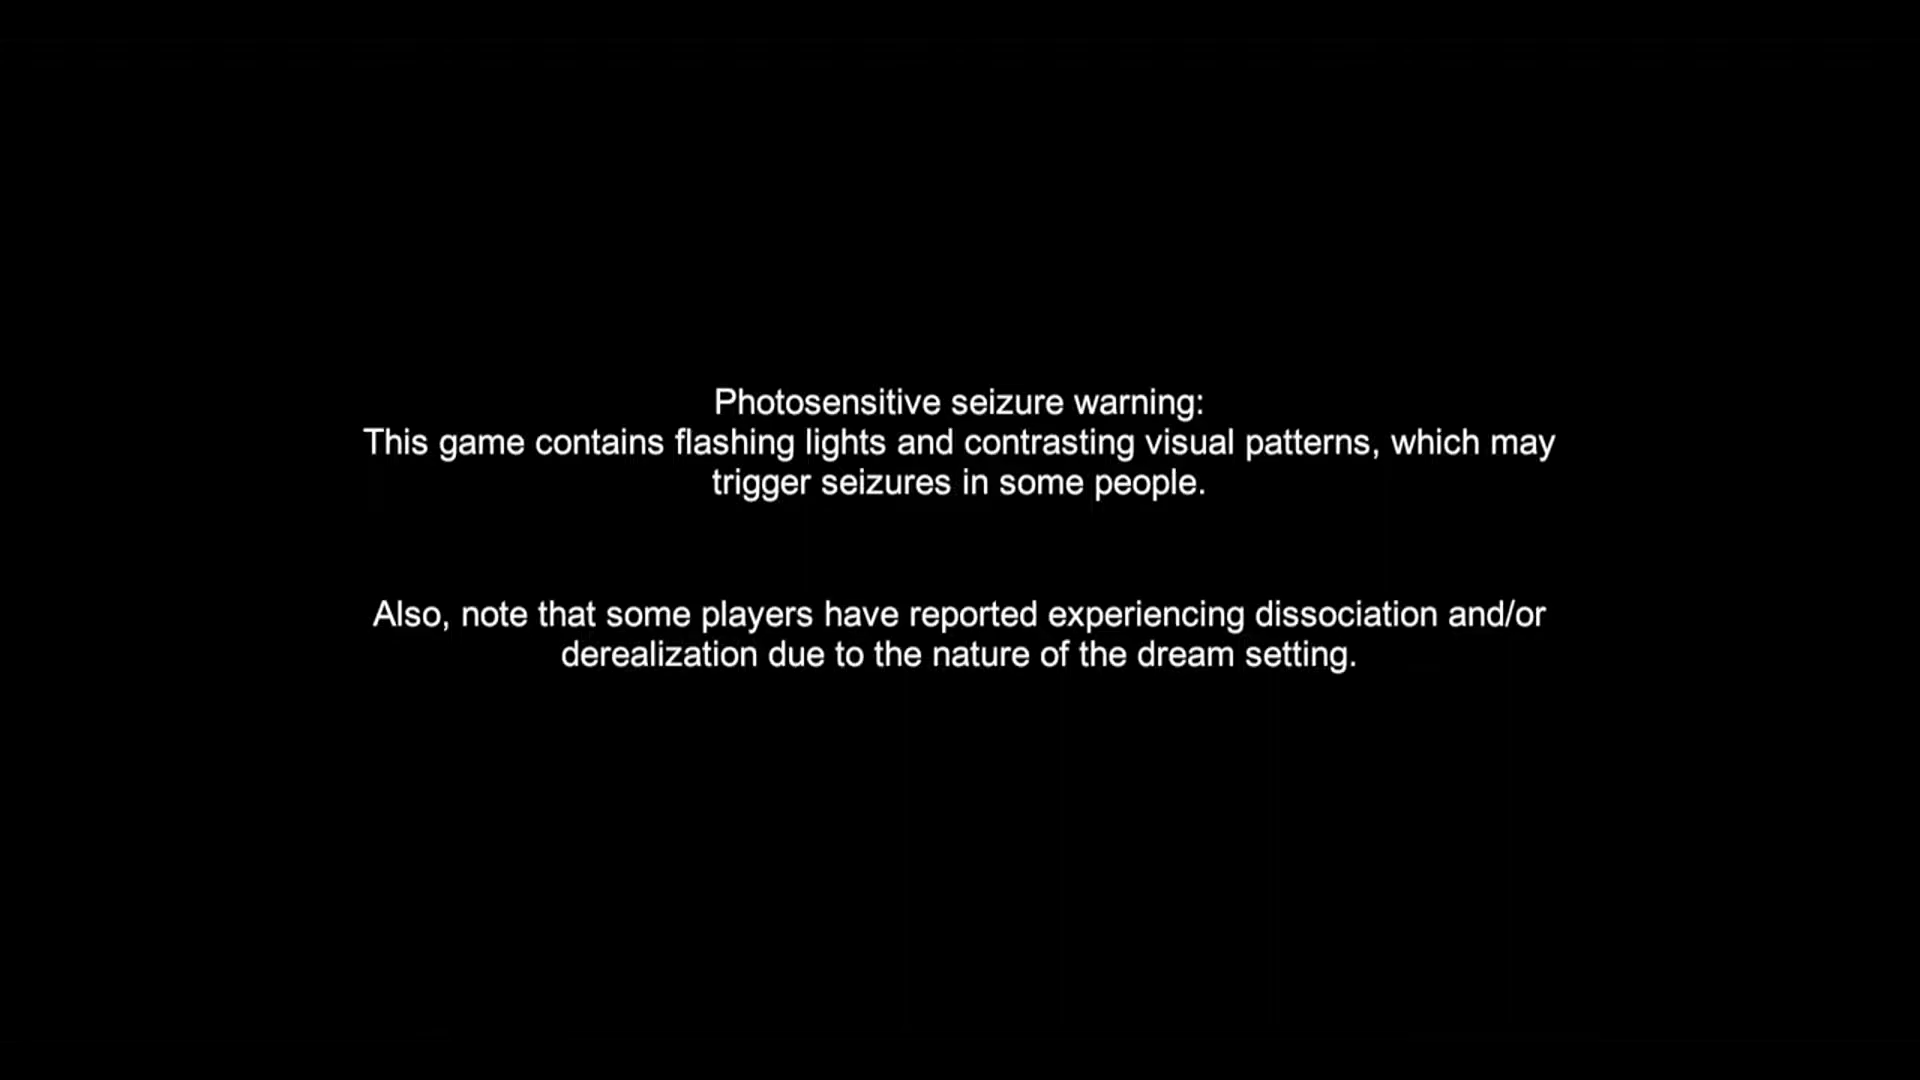 Photosensitive seizure warning:
This game contains flashing lights and contrasting visual patterns, which may
trigger seizures in some people.
Also, note that some players have reported experiencing dissociation and/or
derealization due to the nature of the dream setting.